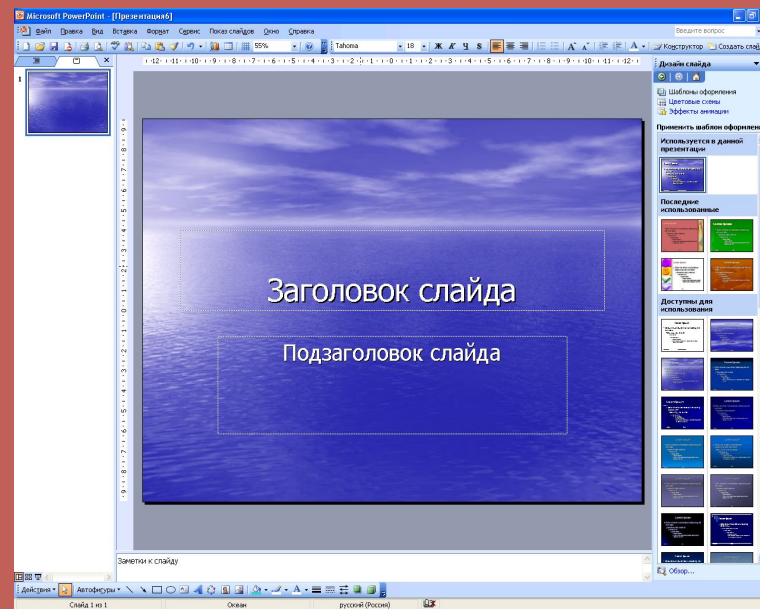 Microsoft PowerPoint - [Презентация6]
Файл Правка Вид Вставка Формат Сервис Показ слайдов Окно Справка
Введите вопрос
55% Tahoma 18 Ж К Ч S Конструктор Создать слайд
1
Дизайн слайда
Шаблоны оформления
Цветовые схемы
Эффекты анимации
Применить шаблон оформлени
Используется в данной презентации
Последние использованные
Доступны для использования
Обзор...
Заголовок слайда
Подзаголовок слайда
Заметки к слайду
Действия Автофигуры
Слайд 1 из 1 Океан русский (Россия)